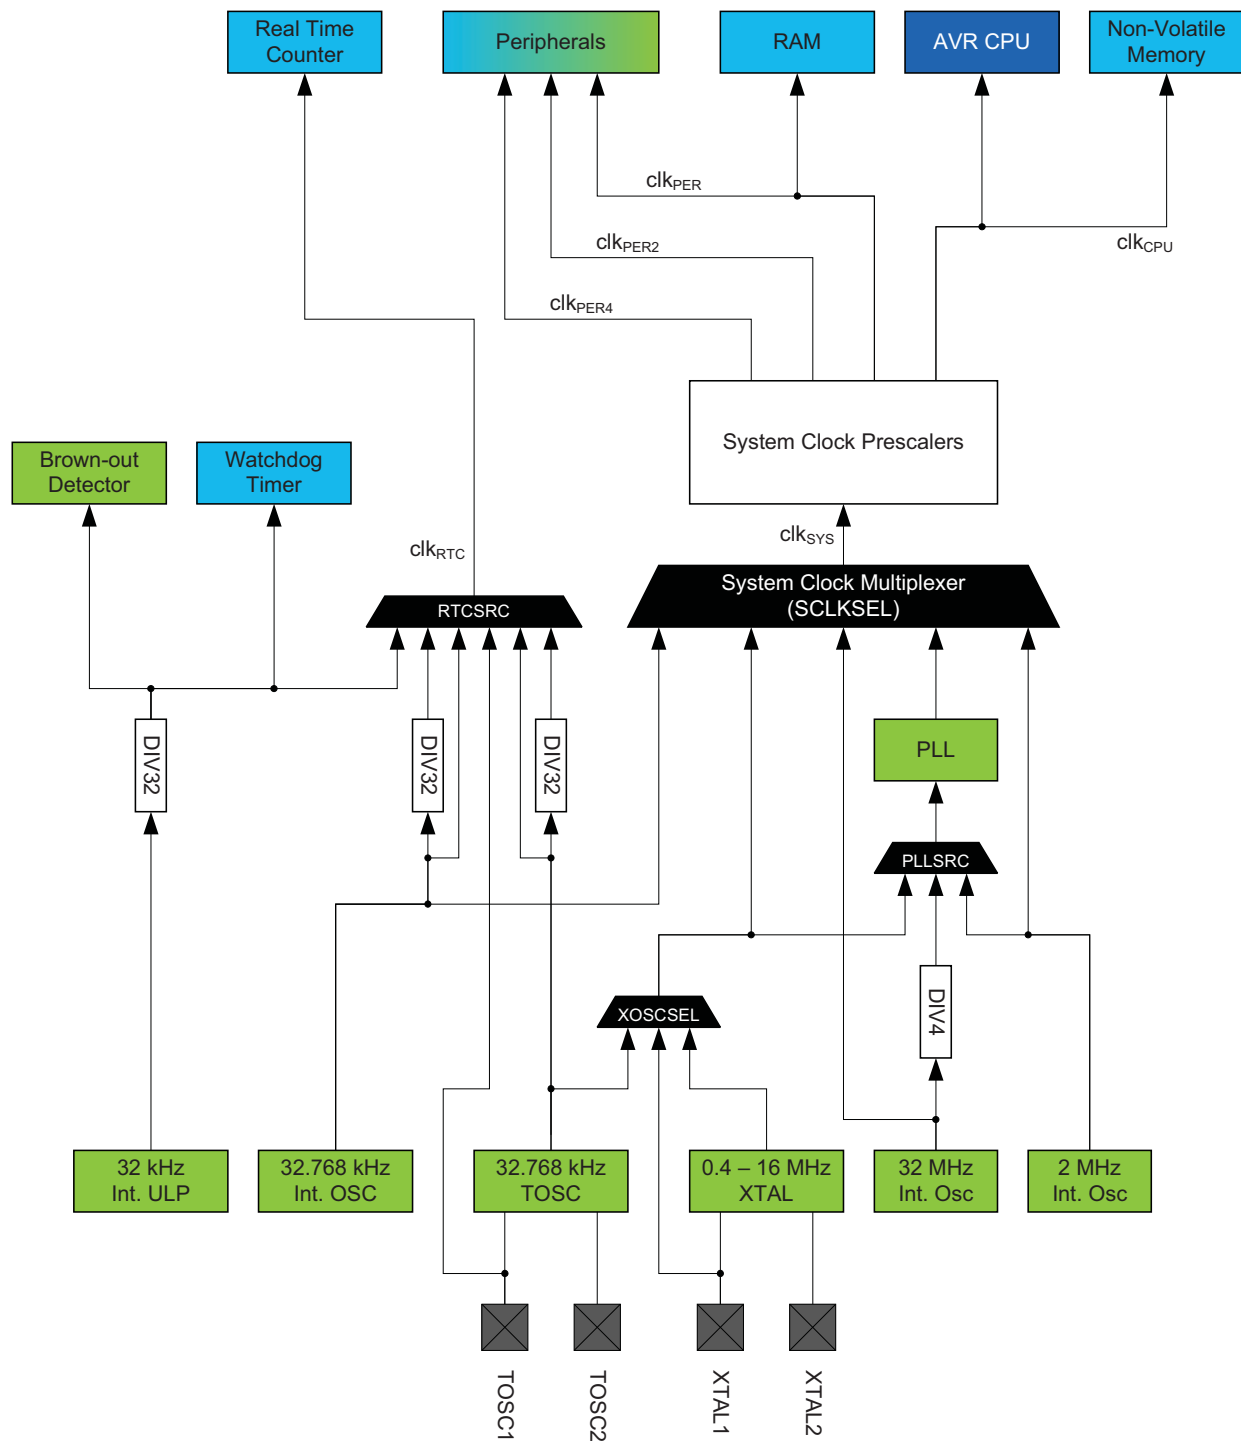 Real Time
Counter
Peripherals
RAM
AVR CPU
Non-Volatile
Memory
clkPER
clkPER2
clkCPU
clkPER4
System Clock Prescalers
Brown-out
Detector
Watchdog
Timer
clkSYS
clkRTC
System Clock Multiplexer
(SCLKSEL)
RTCSRC
DIV32
DIV32
DIV32
PLL
PLLSRC
DIV4
XOSCSEL
32 kHz
Int. ULP
32.768 kHz
Int. OSC
32.768 kHz
TOSC
0.4 – 16 MHz
XTAL
32 MHz
Int. Osc
2 MHz
Int. Osc
TOSC1
TOSC2
XTAL1
XTAL2